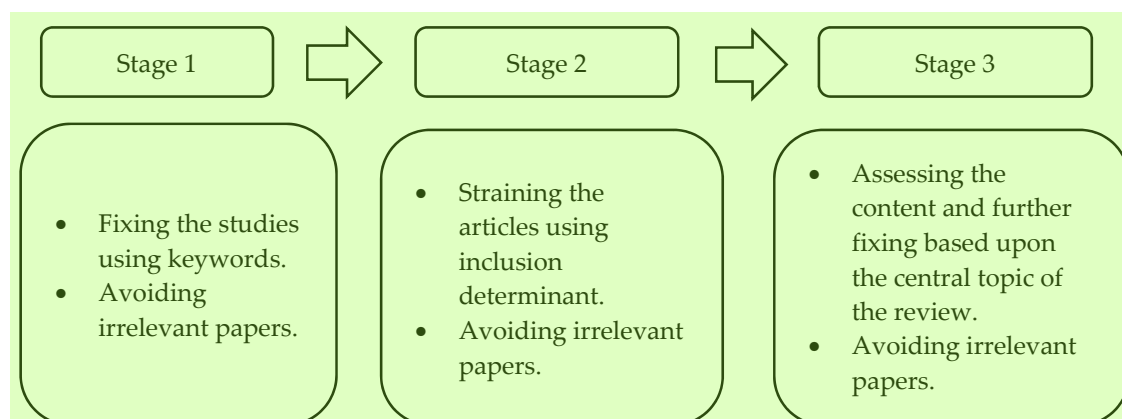 Stage 1
Stage 2
Stage 3
• Fixing the studies
using keywords.
• Avoiding
irrelevant papers.
• Straining the
articles using
inclusion
determinant.
• Avoiding irrelevant
papers.
• Assessing the
content and further
fixing based upon
the central topic of
the review.
• Avoiding irrelevant
papers.